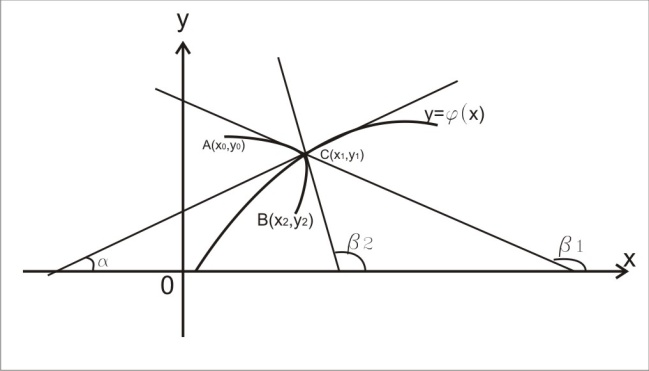 y
y=φ(x)
A(x₀,y₀)
C(x₁,y₁)
B(x₂,y₂)
β2
β1
α
x
0